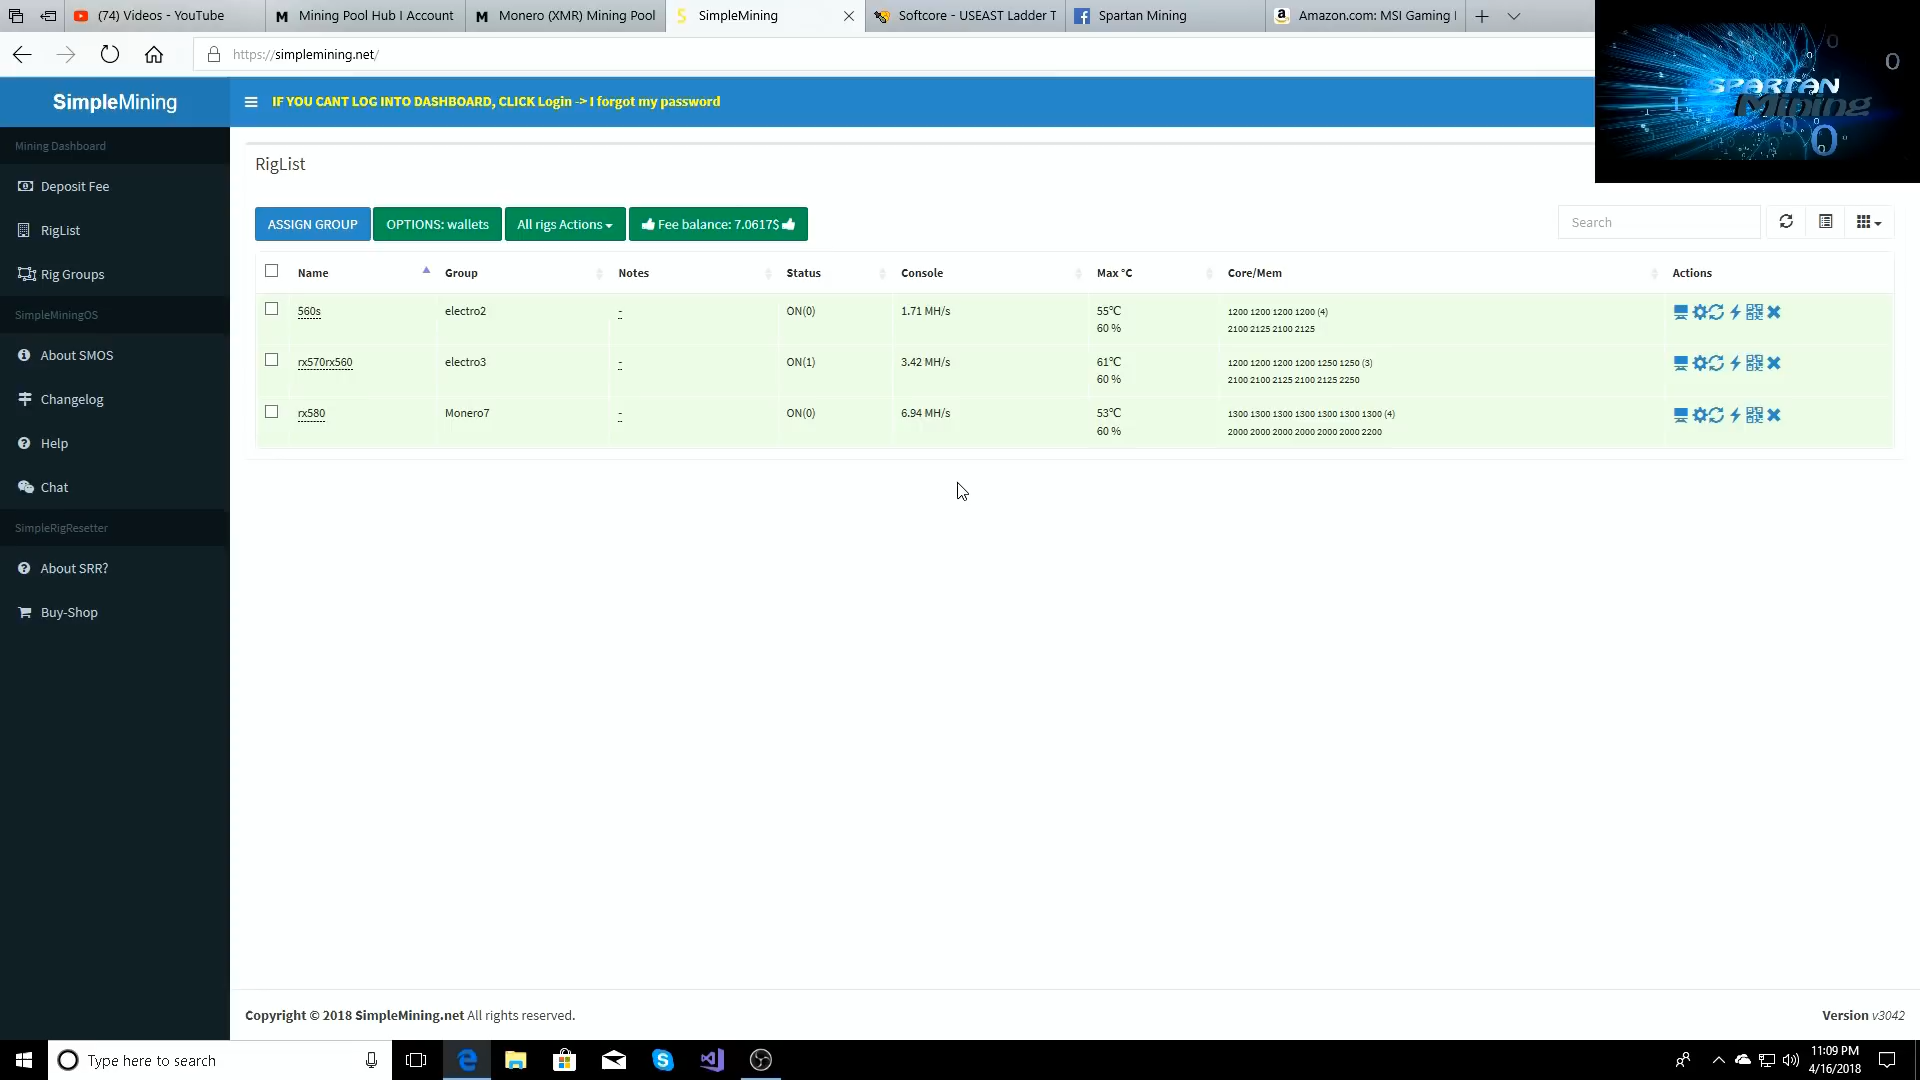 (74) Videos - YouTube
Mining Pool Hub I Account
Monero (XMR) Mining Pool
SimpleMining
Softcore - USEAST Ladder T
Spartan Mining
Amazon.com: MSI Gaming
https://simplemining.net/
SPARTAN
Mining
SimpleMining
IF YOU CANT LOG INTO DASHBOARD, CLICK Login -> I forgot my password
Mining Dashboard
Deposit Fee
RigList
Rig Groups
SimpleMiningOS
About SMOS
Changelog
Help
Chat
SimpleRigResetter
About SRR?
Buy-Shop
RigList
ASSIGN GROUP
OPTIONS: wallets
All rigs Actions
Fee balance: 7.0617$
Search
Name Group Notes Status Console Max °C Core/Mem Actions
560s electro2 - ON(0) 1.71 MH/s 55°C 1200 1200 1200 1200 (4)
60 % 2100 2125 2100 2125
rx570rx560 electro3 - ON(1) 3.42 MH/s 61°C 1200 1200 1200 1200 1250 1250 (3)
60 % 2100 2100 2125 2100 2125 2250
rx580 Monero7 - ON(0) 6.94 MH/s 53°C 1300 1300 1300 1300 1300 1300 1300 (4)
60 % 2000 2000 2000 2000 2000 2000 2200
Copyright © 2018 SimpleMining.net All rights reserved.
Version v3042
Type here to search
11:09 PM
4/16/2018